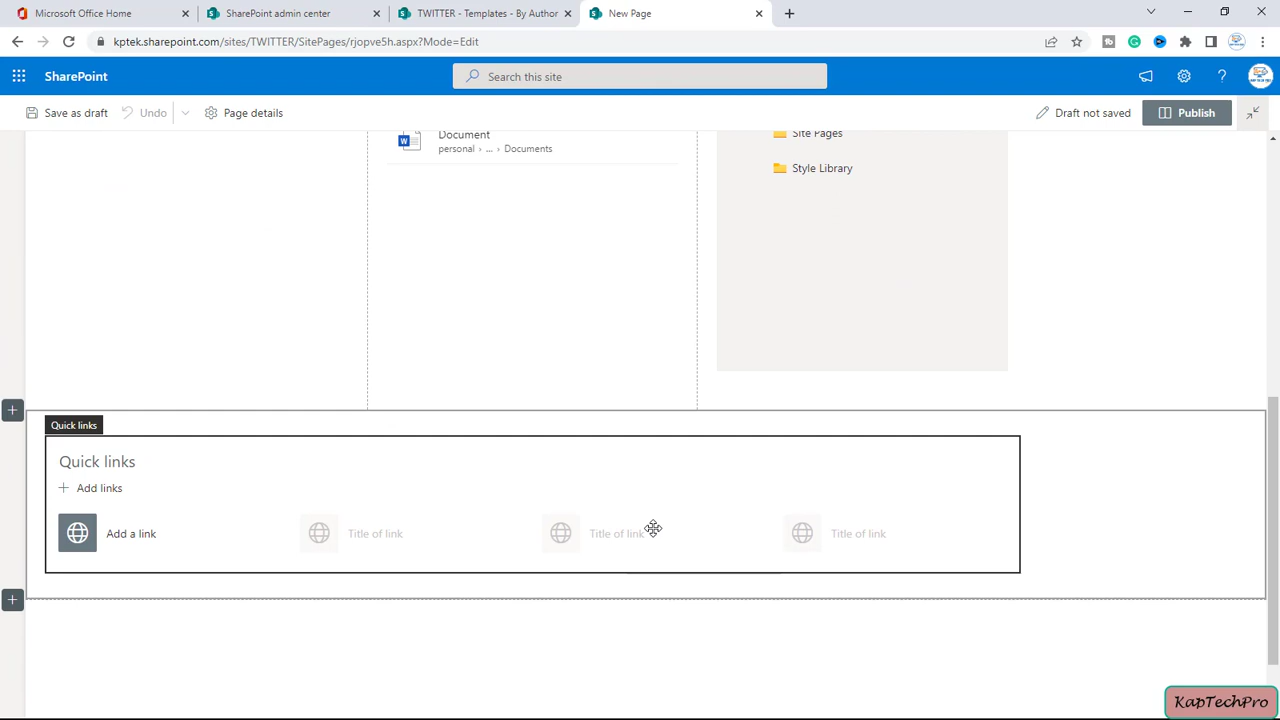 Microsoft Office Home
SharePoint admin center
TWITTER - Templates - By Author
New Page
kptek.sharepoint.com/sites/TWITTER/SitePages/rjopve5h.aspx?Mode=Edit
SharePoint
Search this site
Save as draft
Undo
Page details
Draft not saved
Publish
Document
personal › ... › Documents
Site Pages
Style Library
Quick links
Quick links
Add links
Add a link
Title of link
Title of link
Title of link
KapTechPro